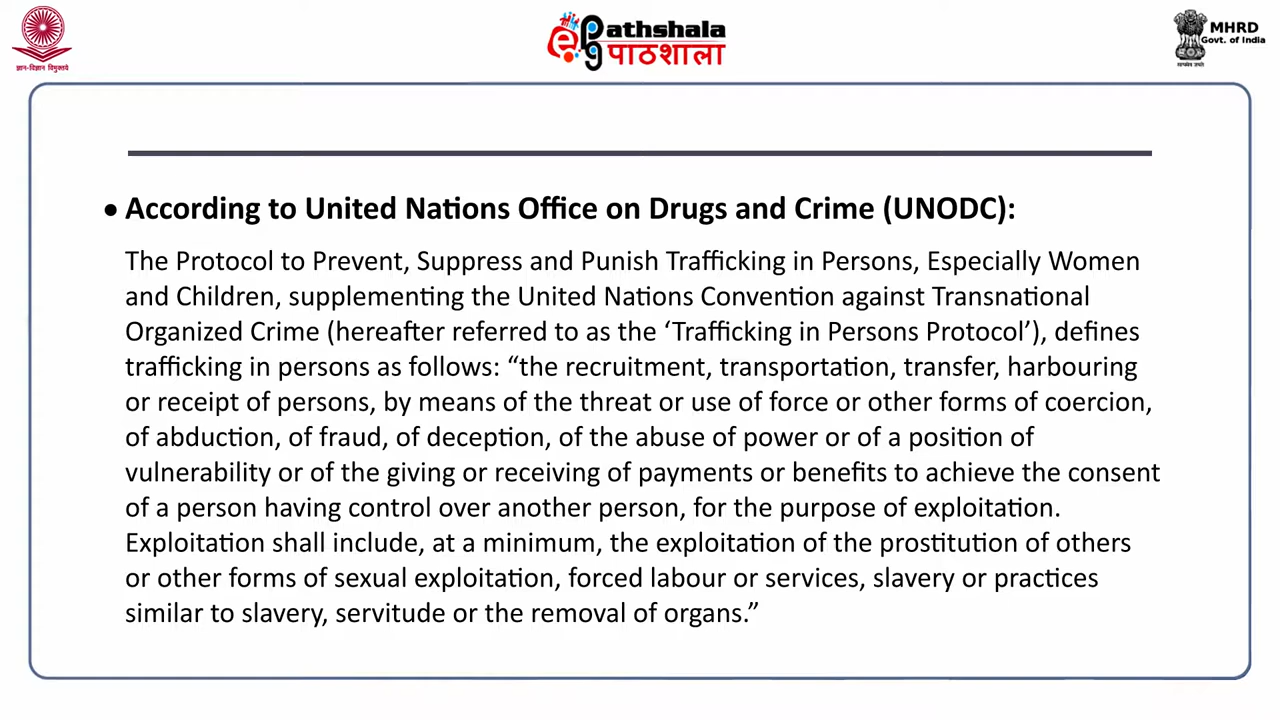 ज्ञान-विज्ञान विमुक्तये
epg Pathshala
पाठशाला
MHRD
Govt. of India
सत्यमेव जयते
• According to United Nations Office on Drugs and Crime (UNODC):
The Protocol to Prevent, Suppress and Punish Trafficking in Persons, Especially Women
and Children, supplementing the United Nations Convention against Transnational
Organized Crime (hereafter referred to as the ‘Trafficking in Persons Protocol’), defines
trafficking in persons as follows: “the recruitment, transportation, transfer, harbouring
or receipt of persons, by means of the threat or use of force or other forms of coercion,
of abduction, of fraud, of deception, of the abuse of power or of a position of
vulnerability or of the giving or receiving of payments or benefits to achieve the consent
of a person having control over another person, for the purpose of exploitation.
Exploitation shall include, at a minimum, the exploitation of the prostitution of others
or other forms of sexual exploitation, forced labour or services, slavery or practices
similar to slavery, servitude or the removal of organs.”